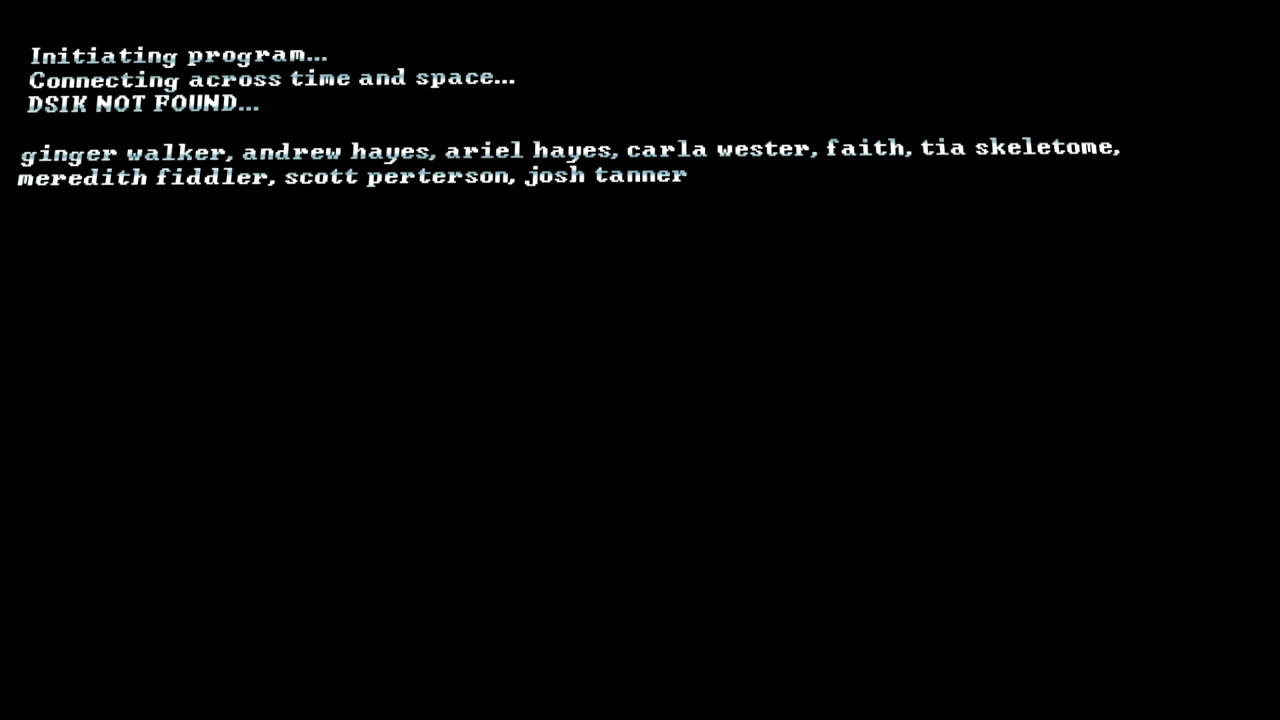 Initiating program...
Connecting across time and space...
DSIK NOT FOUND...
ginger walker, andrew hayes, ariel hayes, carla wester, faith, tia skeletome,
meredith fiddler, scott perterson, josh tanner